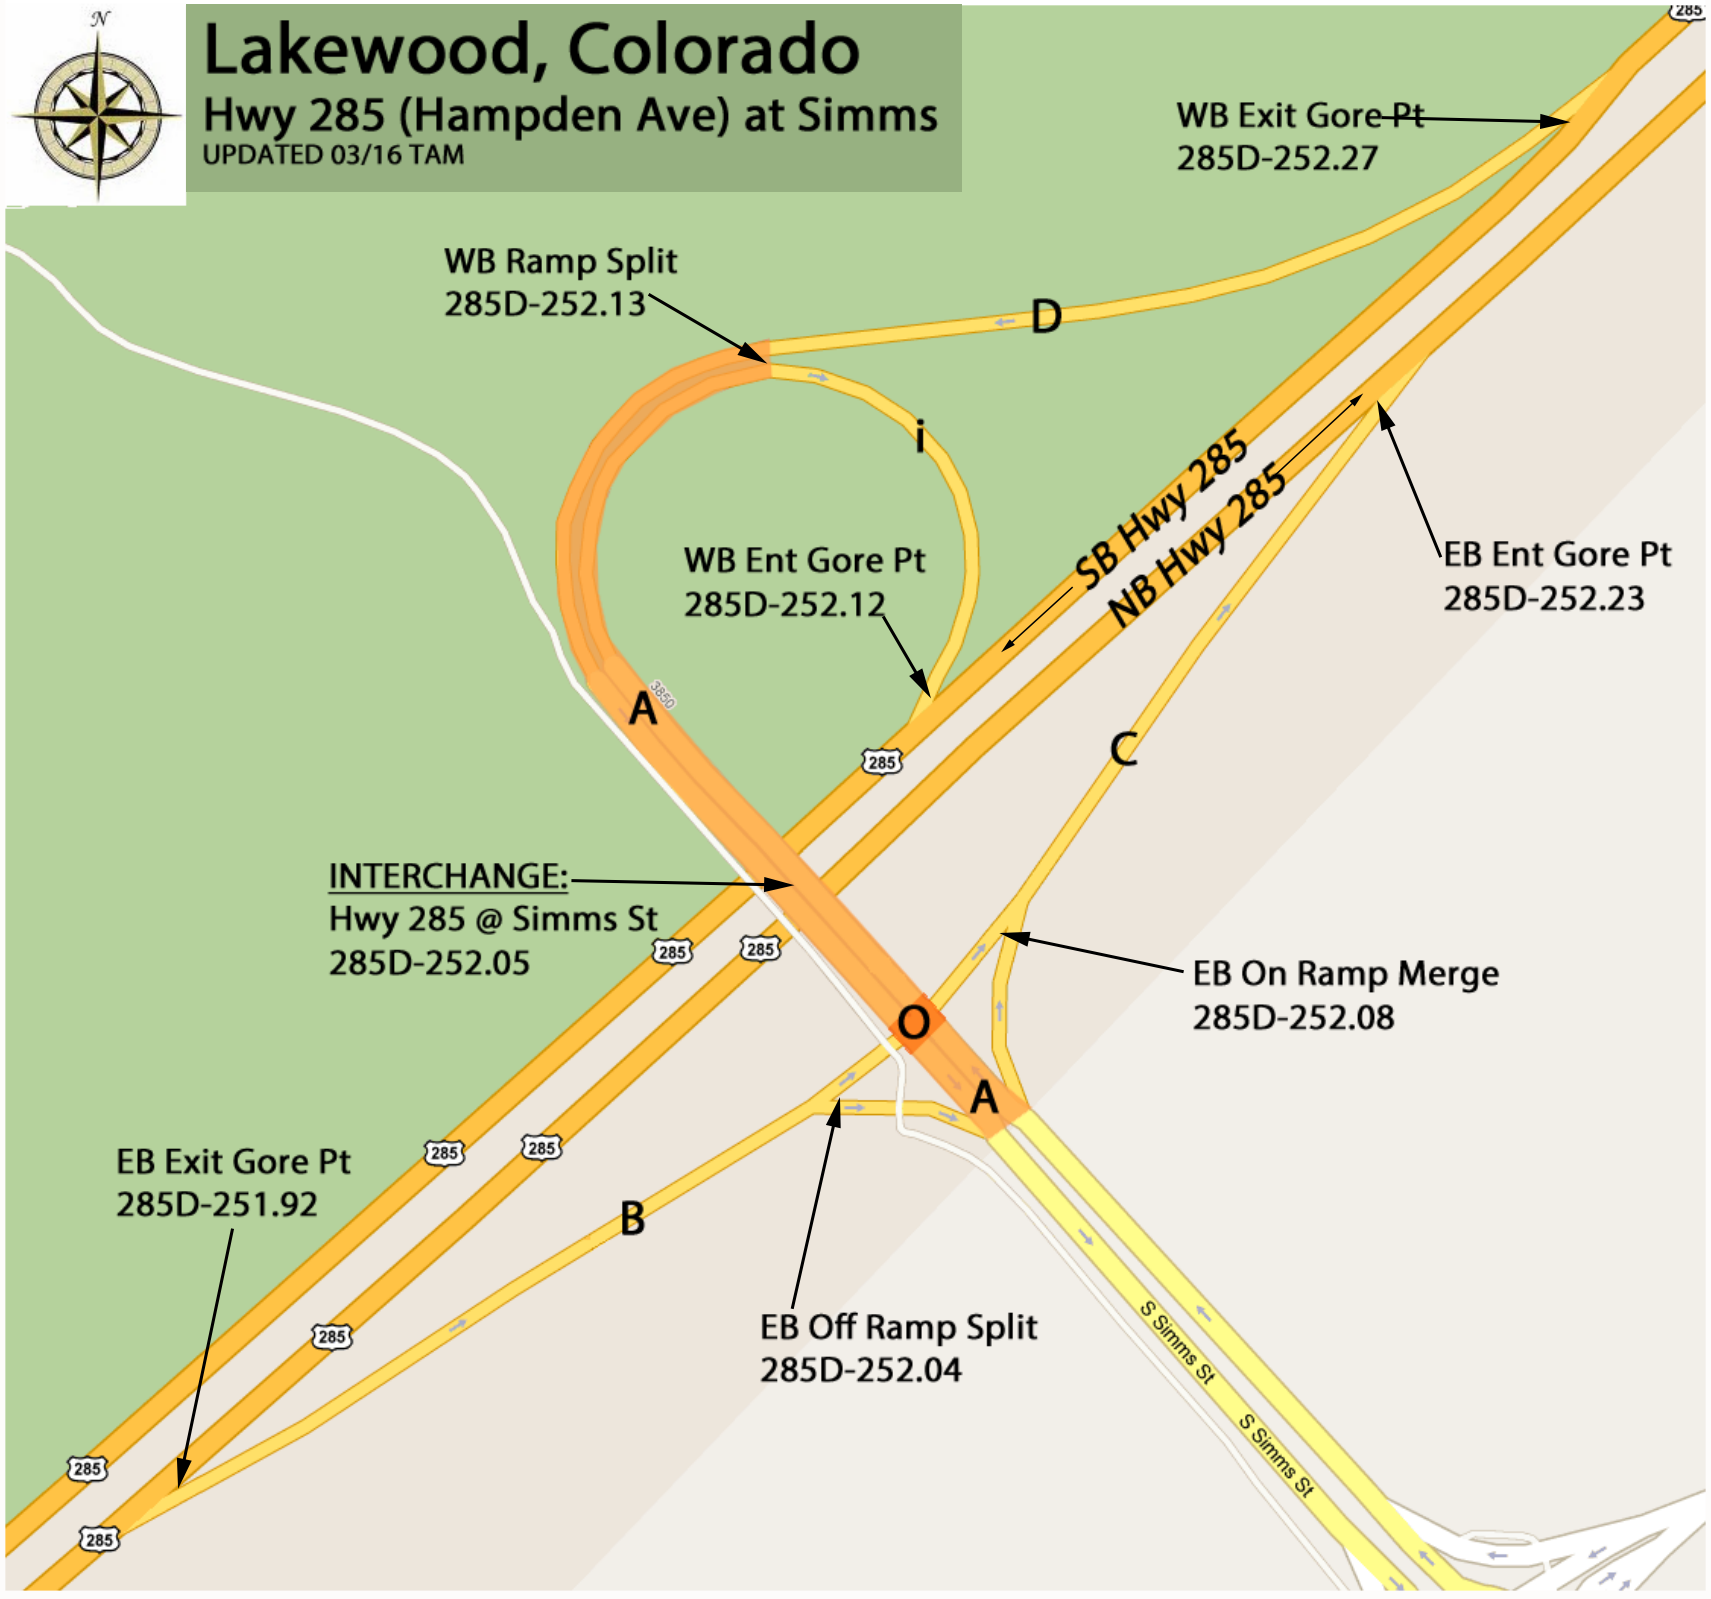 N
Lakewood, Colorado
Hwy 285 (Hampden Ave) at Simms
UPDATED 03/16 TAM
285
WB Exit Gore Pt
285D-252.27
WB Ramp Split
285D-252.13
D
i
SB Hwy 285
NB Hwy 285
WB Ent Gore Pt
285D-252.12
EB Ent Gore Pt
285D-252.23
A
3850
C
285
INTERCHANGE:
Hwy 285 @ Simms St
285D-252.05
285
285
EB On Ramp Merge
285D-252.08
O
A
285
285
EB Exit Gore Pt
285D-251.92
B
EB Off Ramp Split
285D-252.04
285
S Simms St
S Simms St
285
285